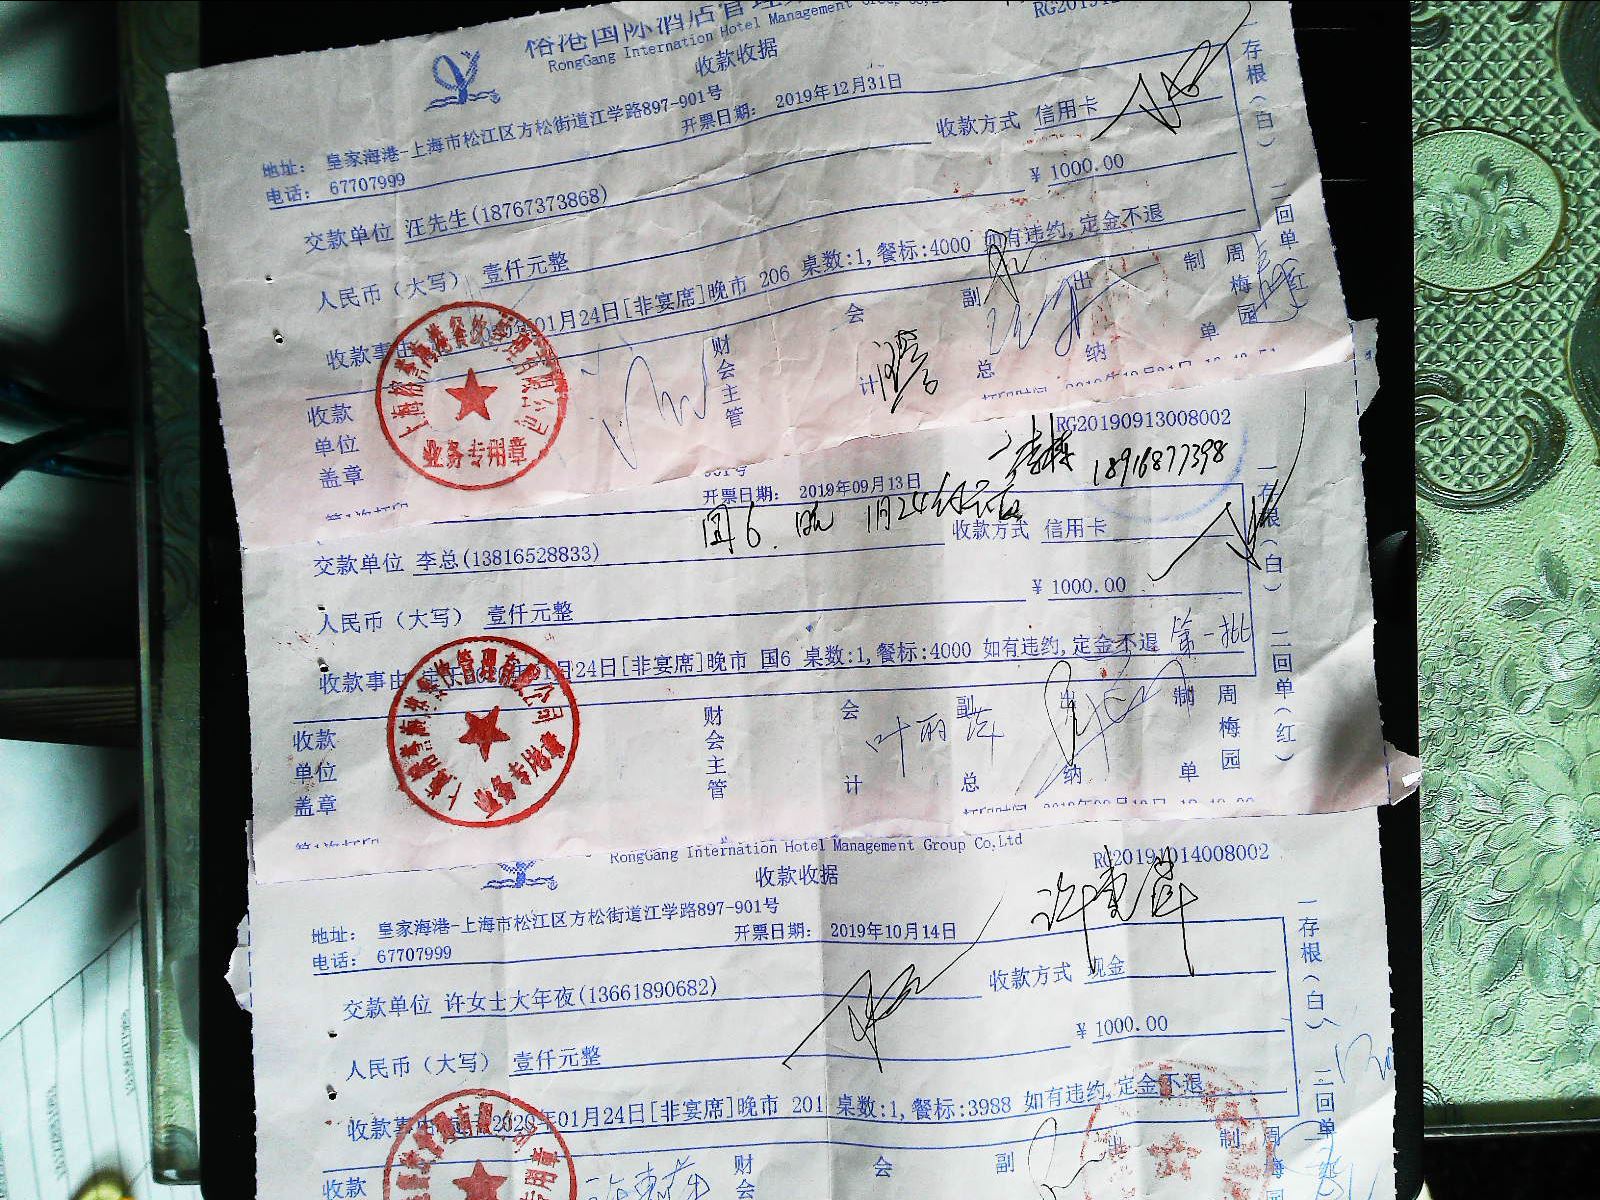 RongGang Internation Hotel Management Group Co,
收款收据
地址： 皇家海港-上海市松江区方松街道江学路897-901号
电话： 67707999
开票日期： 2019年12月31日
收款方式 信用卡
交款单位 汪先生(18767373868)
￥ 1000.00
人民币（大写） 壹仟元整
收款事由 01月24日[非宴席]晚市 206 桌数:1,餐标:4000 如有违约,定金不退
收款单位盖章
财会主管
会计
副总
出纳
制单
周梅园
一存根（白）
二回单（红）
业务专用章
RG20190913008002
18916877398
开票日期： 2019年09月13日
国6. 1月24
收款方式 信用卡
交款单位 李总(13816528833)
￥ 1000.00
人民币（大写） 壹仟元整
收款事由 01月24日[非宴席]晚市 国6 桌数:1,餐标:4000 如有违约,定金不退 第一批
收款单位盖章
财会主管
会计
叶丽萍
副总
出纳
制单
周梅园
一存根（白）
二回单（红）
业务专用章
RongGang Internation Hotel Management Group Co,Ltd
RG20191014008002
收款收据
地址： 皇家海港-上海市松江区方松街道江学路897-901号
电话： 67707999
开票日期： 2019年10月14日
收款方式 现金
交款单位 许女士大年夜(13661890682)
￥ 1000.00
人民币（大写） 壹仟元整
收款事由 2020年01月24日[非宴席]晚市 201 桌数:1,餐标:3988 如有违约,定金不退
收款
财会
会
副
出
制
周梅
一存根（白）
二回单